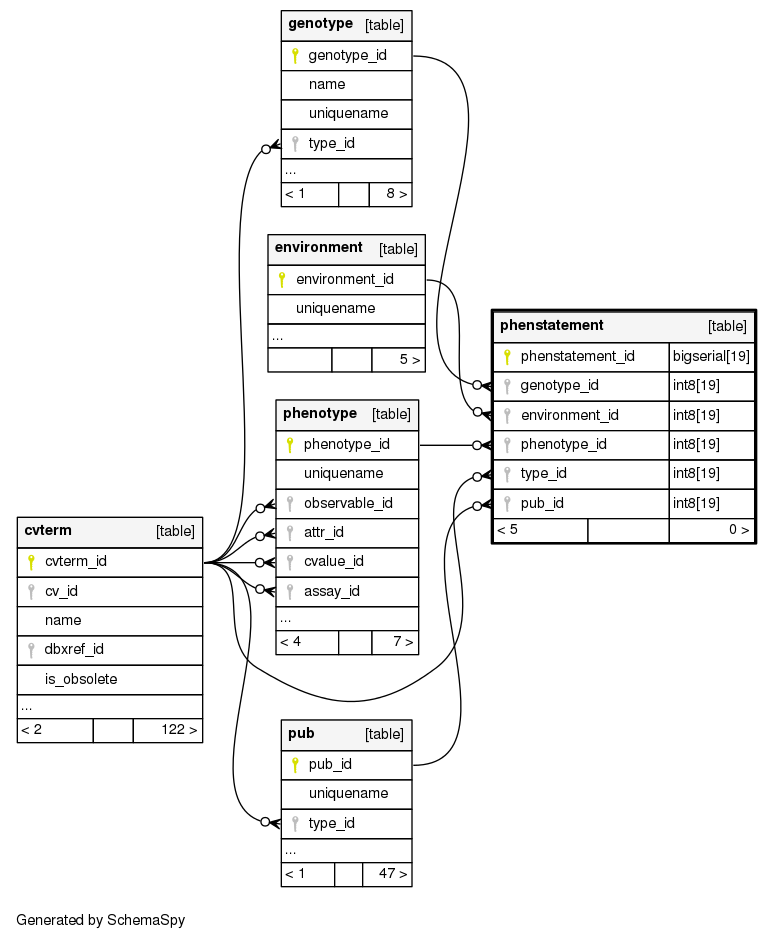 genotype [table]
genotype_id
name
uniquename
type_id
...
< 1 8 >
environment [table]
environment_id
uniquename
...
5 >
phenstatement [table]
phenstatement_id bigserial[19]
genotype_id int8[19]
environment_id int8[19]
phenotype_id int8[19]
type_id int8[19]
pub_id int8[19]
< 5 0 >
phenotype [table]
phenotype_id
uniquename
observable_id
attr_id
cvalue_id
assay_id
...
< 4 7 >
cvterm [table]
cvterm_id
cv_id
name
dbxref_id
is_obsolete
...
< 2 122 >
pub [table]
pub_id
uniquename
type_id
...
< 1 47 >
Generated by SchemaSpy